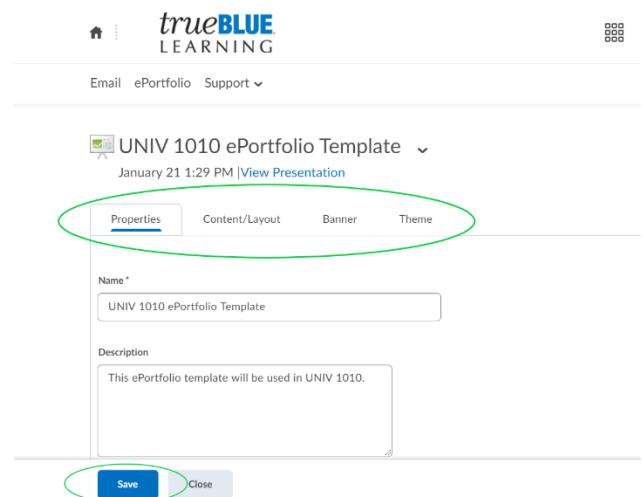 trueBLUE
LEARNING
Email ePortfolio Support
UNIV 1010 ePortfolio Template
January 21 1:29 PM |View Presentation
Properties Content/Layout Banner Theme
Name *
UNIV 1010 ePortfolio Template
Description
This ePortfolio template will be used in UNIV 1010.
Save Close